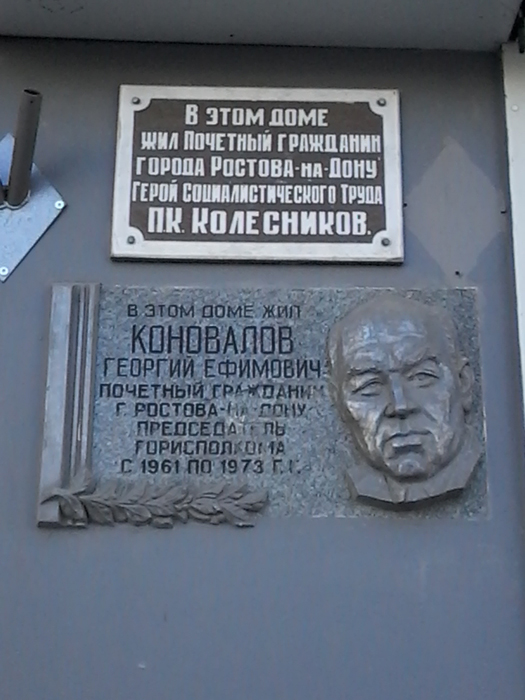 В ЭТОМ ДОМЕ
ЖИЛ ПОЧЕТНЫЙ ГРАЖДАНИН
ГОРОДА РОСТОВА-НА-ДОНУ
ГЕРОЙ СОЦИАЛИСТИЧЕСКОГО ТРУДА
П.К. КОЛЕСНИКОВ.
В ЭТОМ ДОМЕ ЖИЛ
КОНОВАЛОВ
ГЕОРГИЙ ЕФИМОВИЧ
ПОЧЕТНЫЙ ГРАЖДАНИН
Г. РОСТОВА-НА-ДОНУ
ПРЕДСЕДАТЕЛЬ
ГОРИСПОЛКОМА
С 1961 ПО 1973 Г.Г.